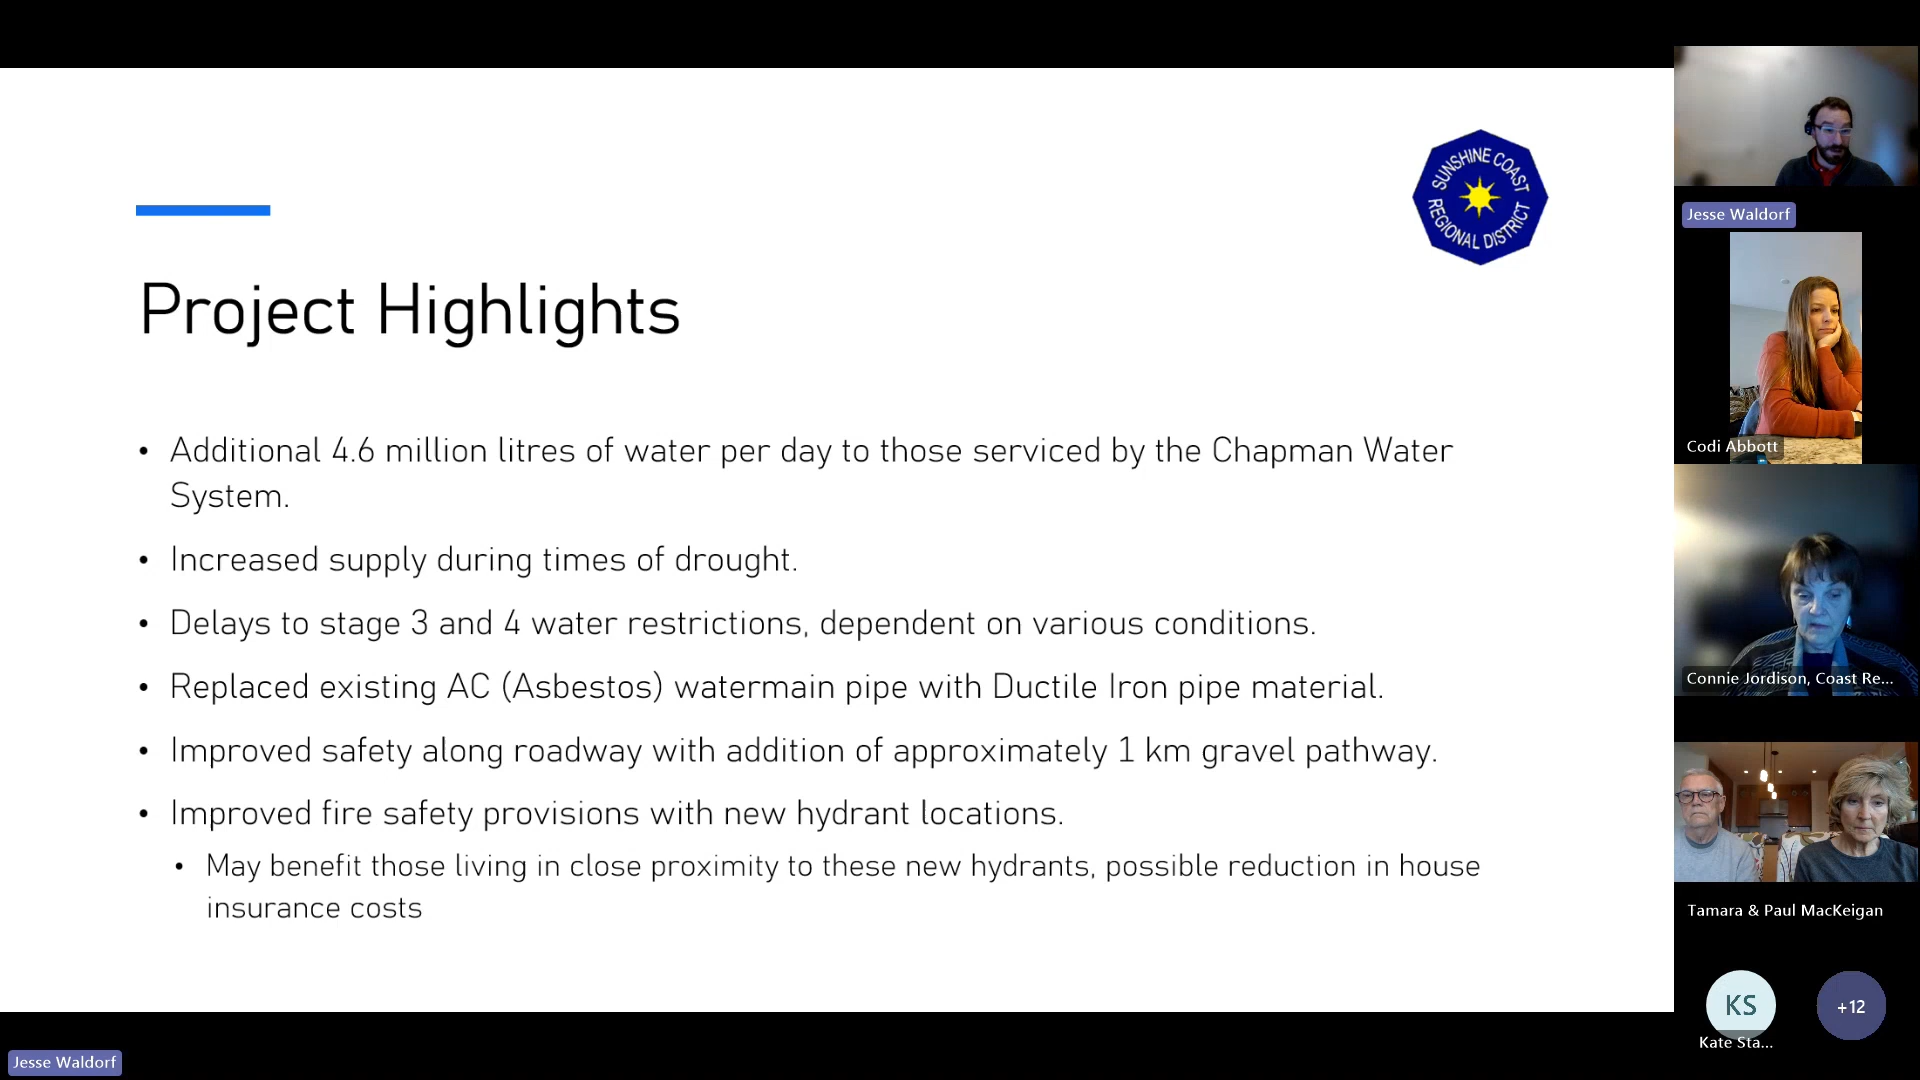 SUNSHINE COAST
REGIONAL DISTRICT
Project Highlights
• Additional 4.6 million litres of water per day to those serviced by the Chapman Water
System.
• Increased supply during times of drought.
• Delays to stage 3 and 4 water restrictions, dependent on various conditions.
• Replaced existing AC (Asbestos) watermain pipe with Ductile Iron pipe material.
• Improved safety along roadway with addition of approximately 1 km gravel pathway.
• Improved fire safety provisions with new hydrant locations.
• May benefit those living in close proximity to these new hydrants, possible reduction in house
insurance costs
Jesse Waldorf
Jesse Waldorf
Codi Abbott
Connie Jordison, Coast Re...
Tamara & Paul MacKeigan
KS
+12
Kate Sta...